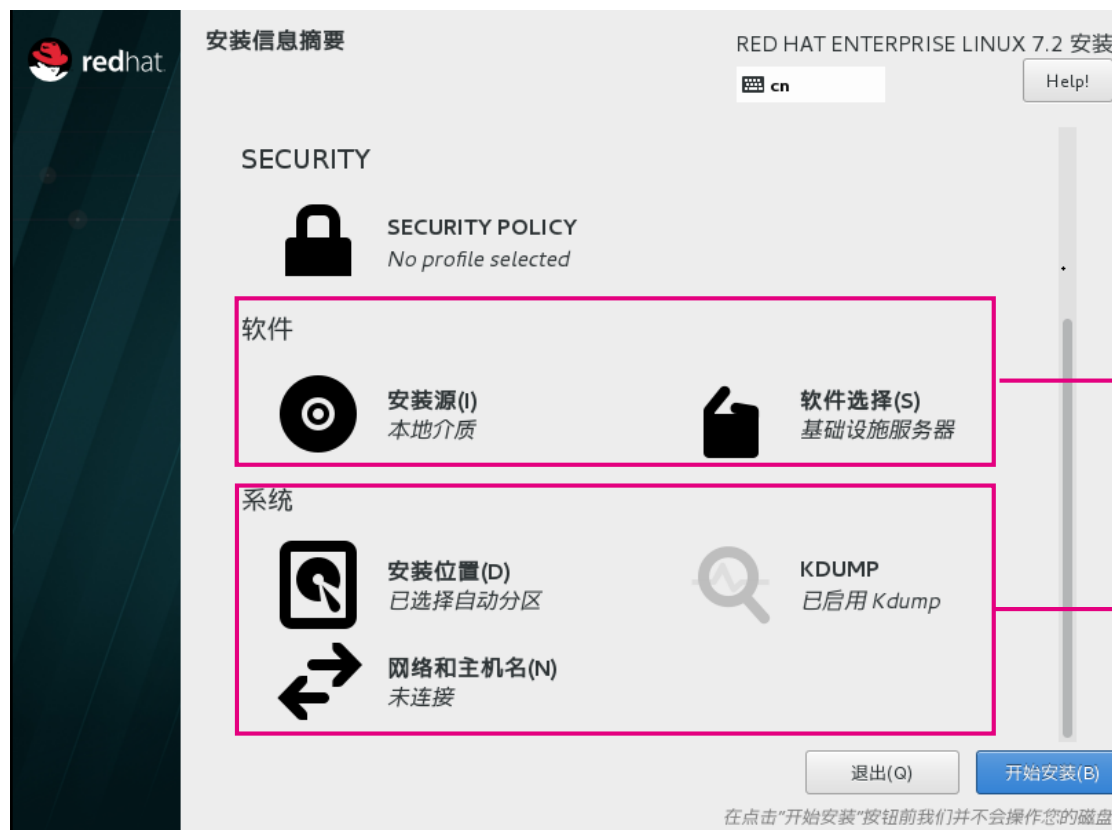 redhat.
安装信息摘要
RED HAT ENTERPRISE LINUX 7.2 安装
cn
Help!
SECURITY
SECURITY POLICY
No profile selected
软件
安装源(I)
本地介质
软件选择(S)
基础设施服务器
系统
安装位置(D)
已选择自动分区
KDUMP
已启用 Kdump
网络和主机名(N)
未连接
退出(Q)
开始安装(B)
在点击"开始安装"按钮前我们并不会操作您的磁盘